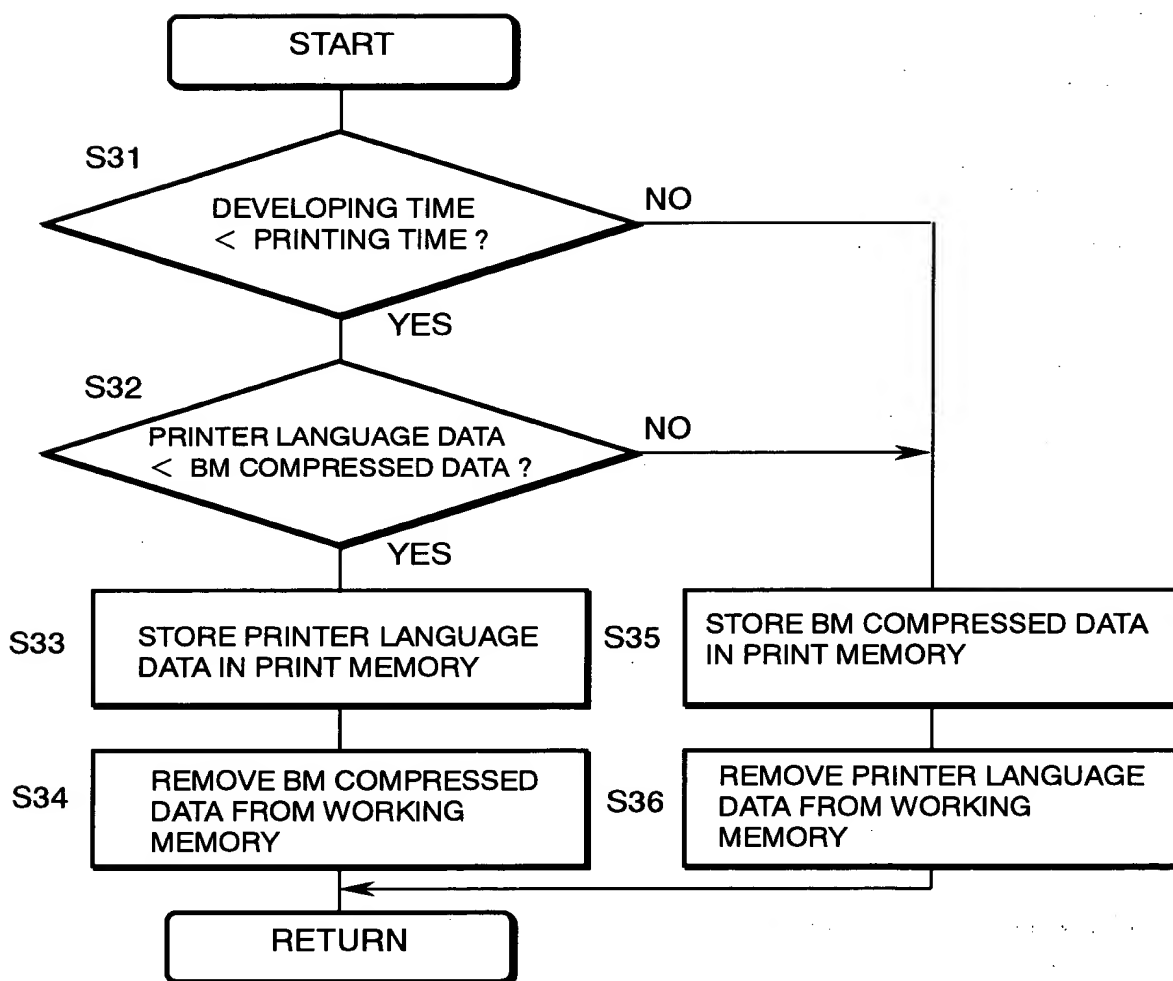 START
S31
DEVELOPING TIME
< PRINTING TIME ?
NO
YES
S32
PRINTER LANGUAGE DATA
< BM COMPRESSED DATA ?
NO
YES
S33
STORE PRINTER LANGUAGE
DATA IN PRINT MEMORY
S35
STORE BM COMPRESSED DATA
IN PRINT MEMORY
S34
REMOVE BM COMPRESSED
DATA FROM WORKING
MEMORY
S36
REMOVE PRINTER LANGUAGE
DATA FROM WORKING
MEMORY
RETURN